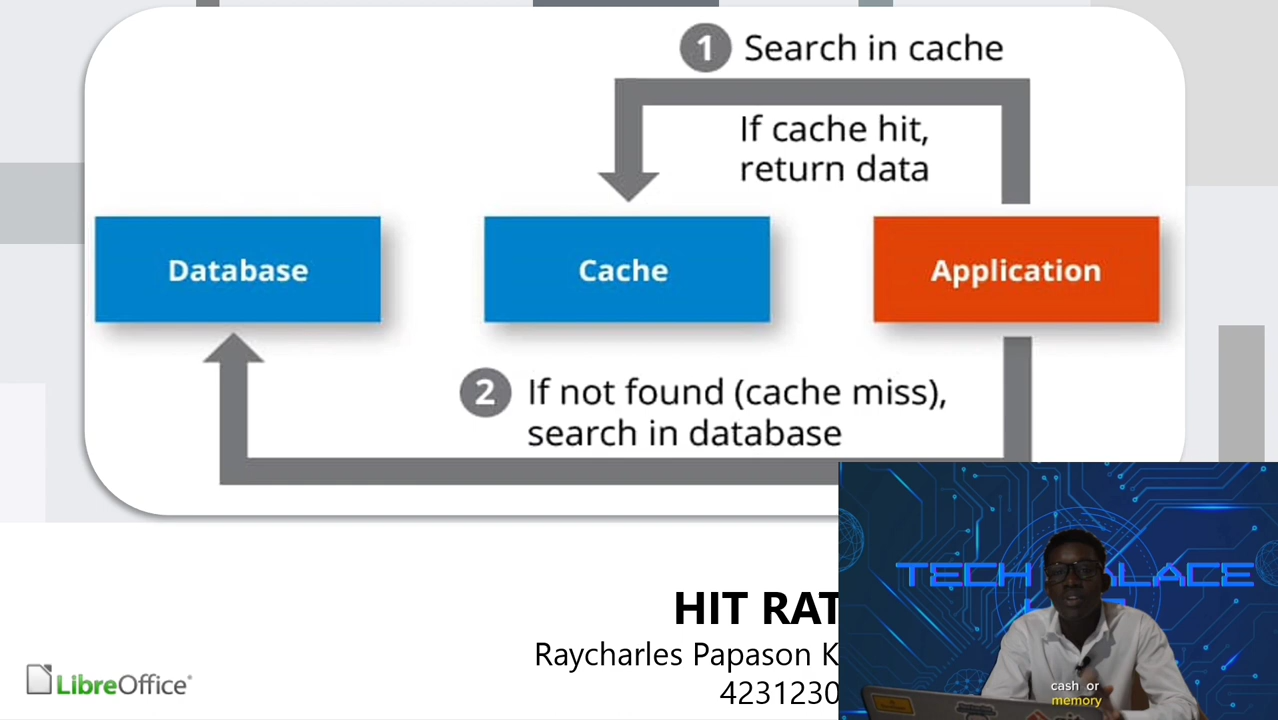 1 Search in cache
If cache hit,
return data
Database
Cache
Application
2 If not found (cache miss),
search in database
HIT RAT
Raycharles Papason K
4231230
LibreOffice
TECH
cash or
memory